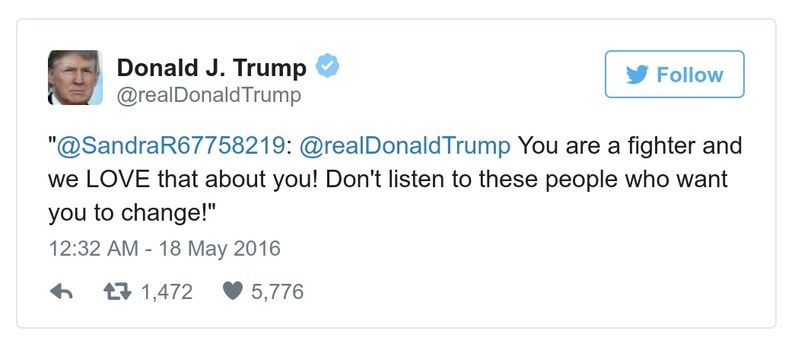 Donald J. Trump
@realDonaldTrump
Follow
"@SandraR67758219: @realDonaldTrump You are a fighter and
we LOVE that about you! Don't listen to these people who want
you to change!"
12:32 AM - 18 May 2016
1,472 5,776